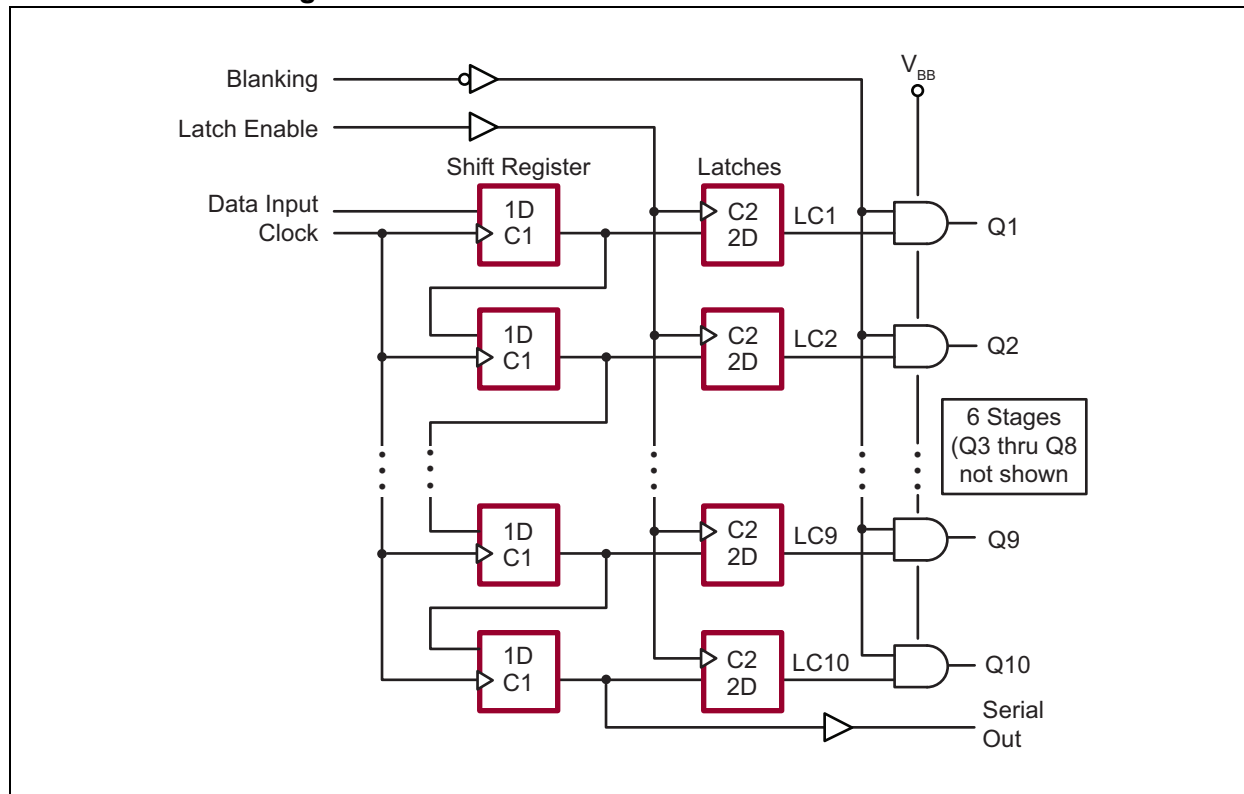 Blanking
V_BB
Latch Enable
Shift Register
Latches
Data Input
Clock
1D
C1
C2
2D
LC1
Q1
1D
C1
C2
2D
LC2
Q2
6 Stages
(Q3 thru Q8
not shown
1D
C1
C2
2D
LC9
Q9
1D
C1
C2
2D
LC10
Q10
Serial
Out